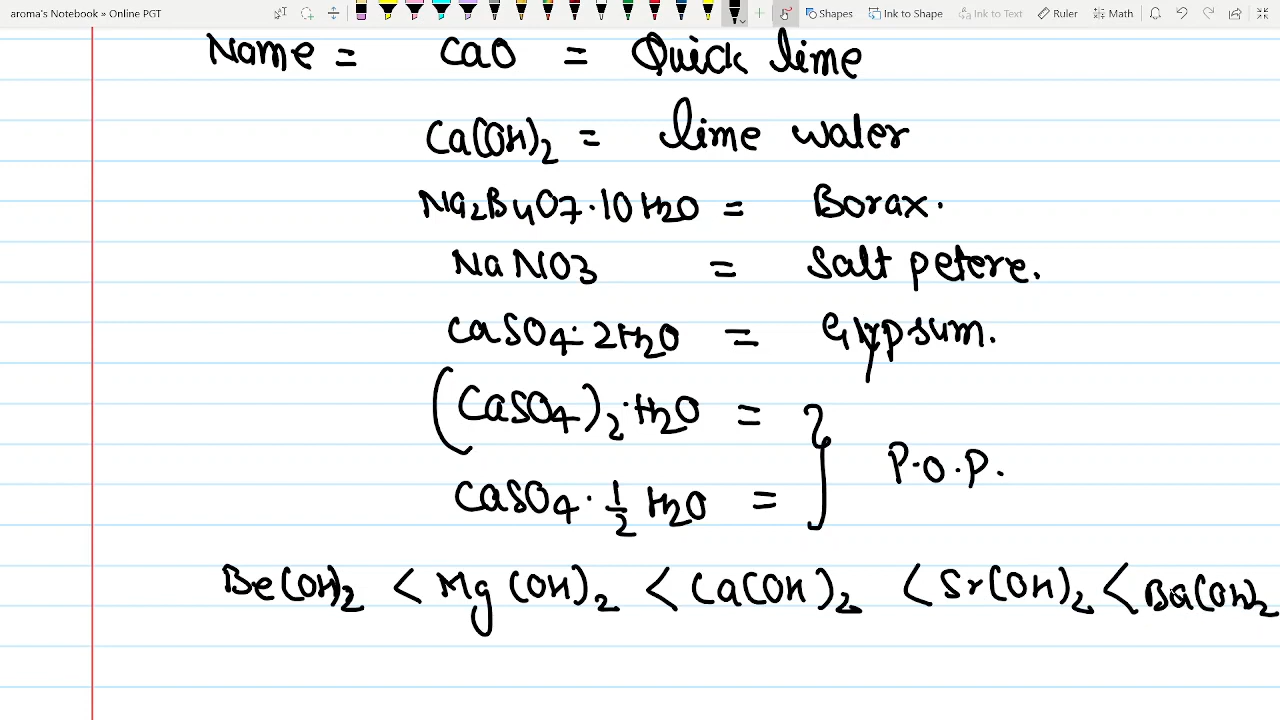 aroma's Notebook » Online PGT
Shapes Ink to Shape Ink to Text Ruler Math
Name = CaO = Quick lime
Ca(OH)2 = lime water
Na2B4O7·10H2O = Borax.
NaNO3 = Salt petere.
CaSO4·2H2O = Gypsum.
(CaSO4)2·H2O =
P.O.P.
CaSO4·1/2 H2O =
Be(OH)2 < Mg(OH)2 < Ca(OH)2 < Sr(OH)2 < Ba(OH)2